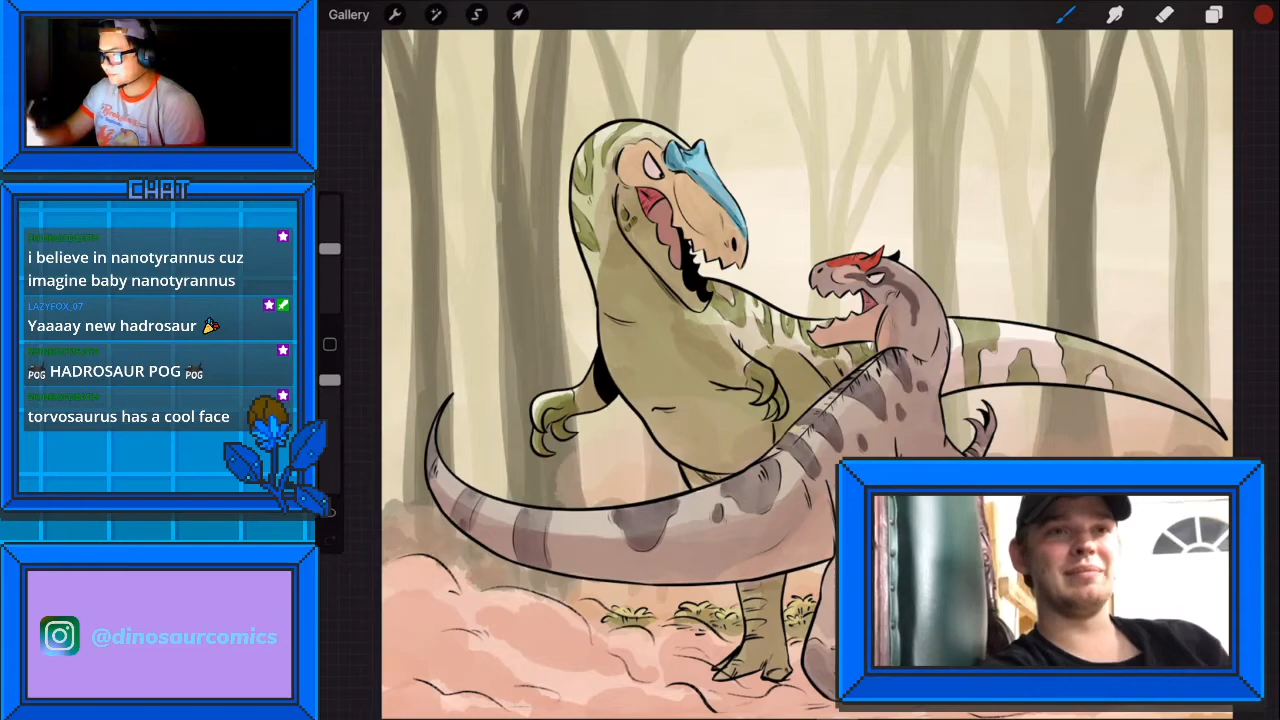 Gallery
CHAT
i believe in nanotyrannus cuz
imagine baby nanotyrannus
LAZYFOX_07
Yaaaay new hadrosaur
POG HADROSAUR POG
torvosaurus has a cool face
@dinosaurcomics